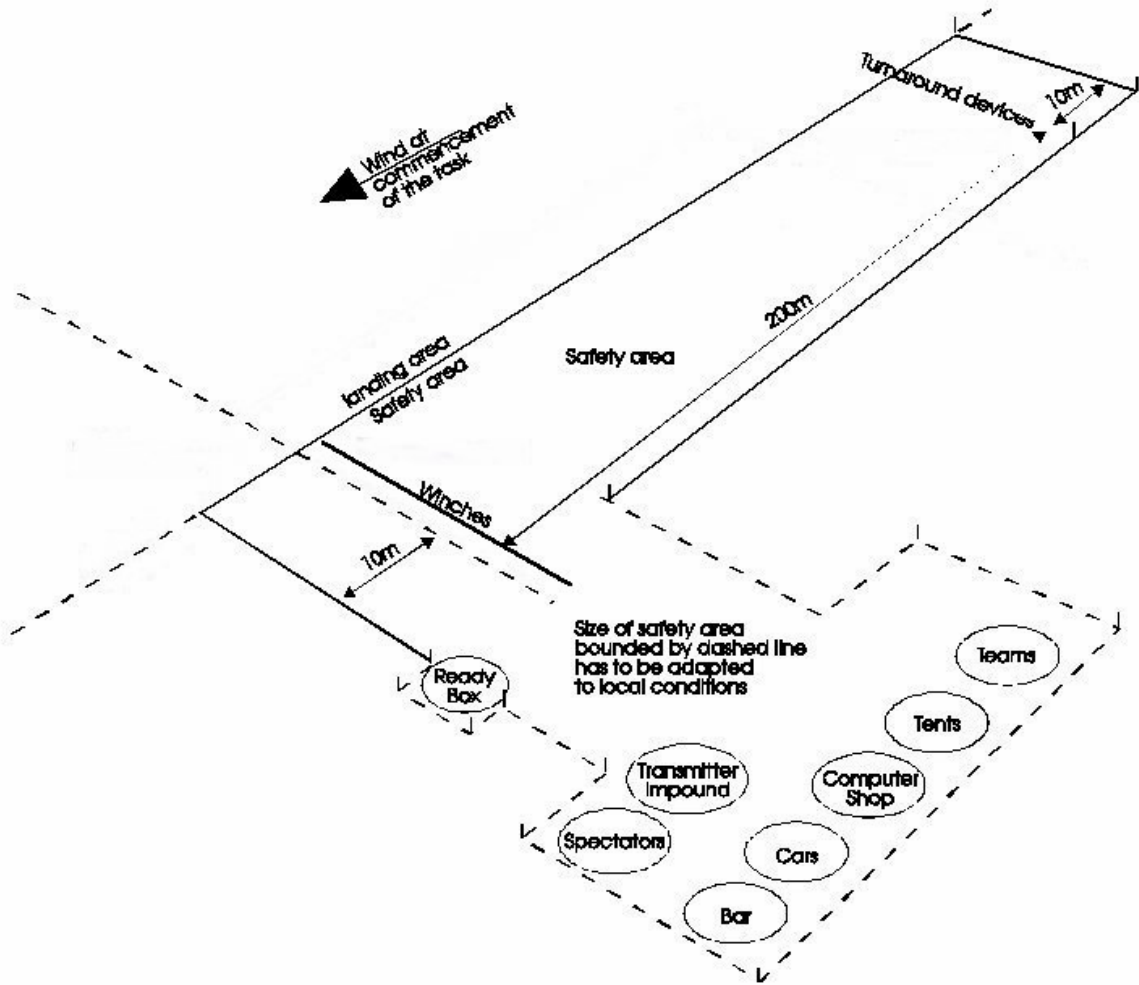 Turnaround devices
10m
Wind at
commencement
of the task
200m
landing area
Safety area
Safety area
Winches
10m
Size of safety area
bounded by dashed line
has to be adapted
to local conditions
Ready
Box
Teams
Tents
Transmitter
Impound
Computer
Shop
Spectators
Cars
Bar